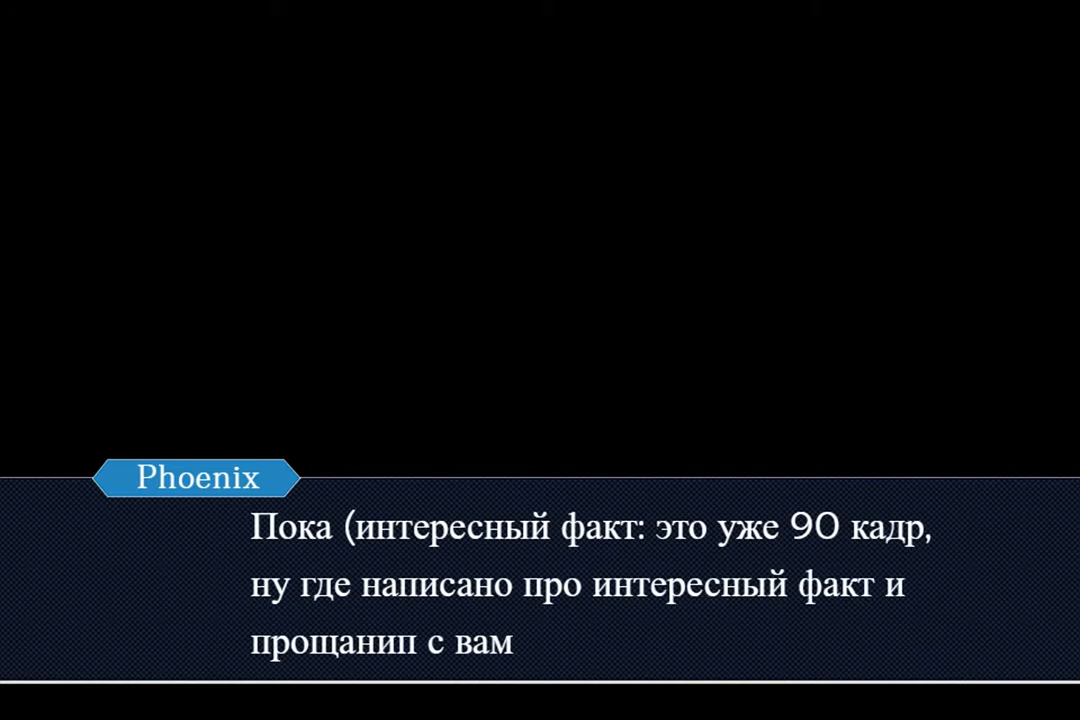 Phoenix
Пока (интересный факт: это уже 90 кадр,
ну где написано про интересный факт и
прощанип с вам